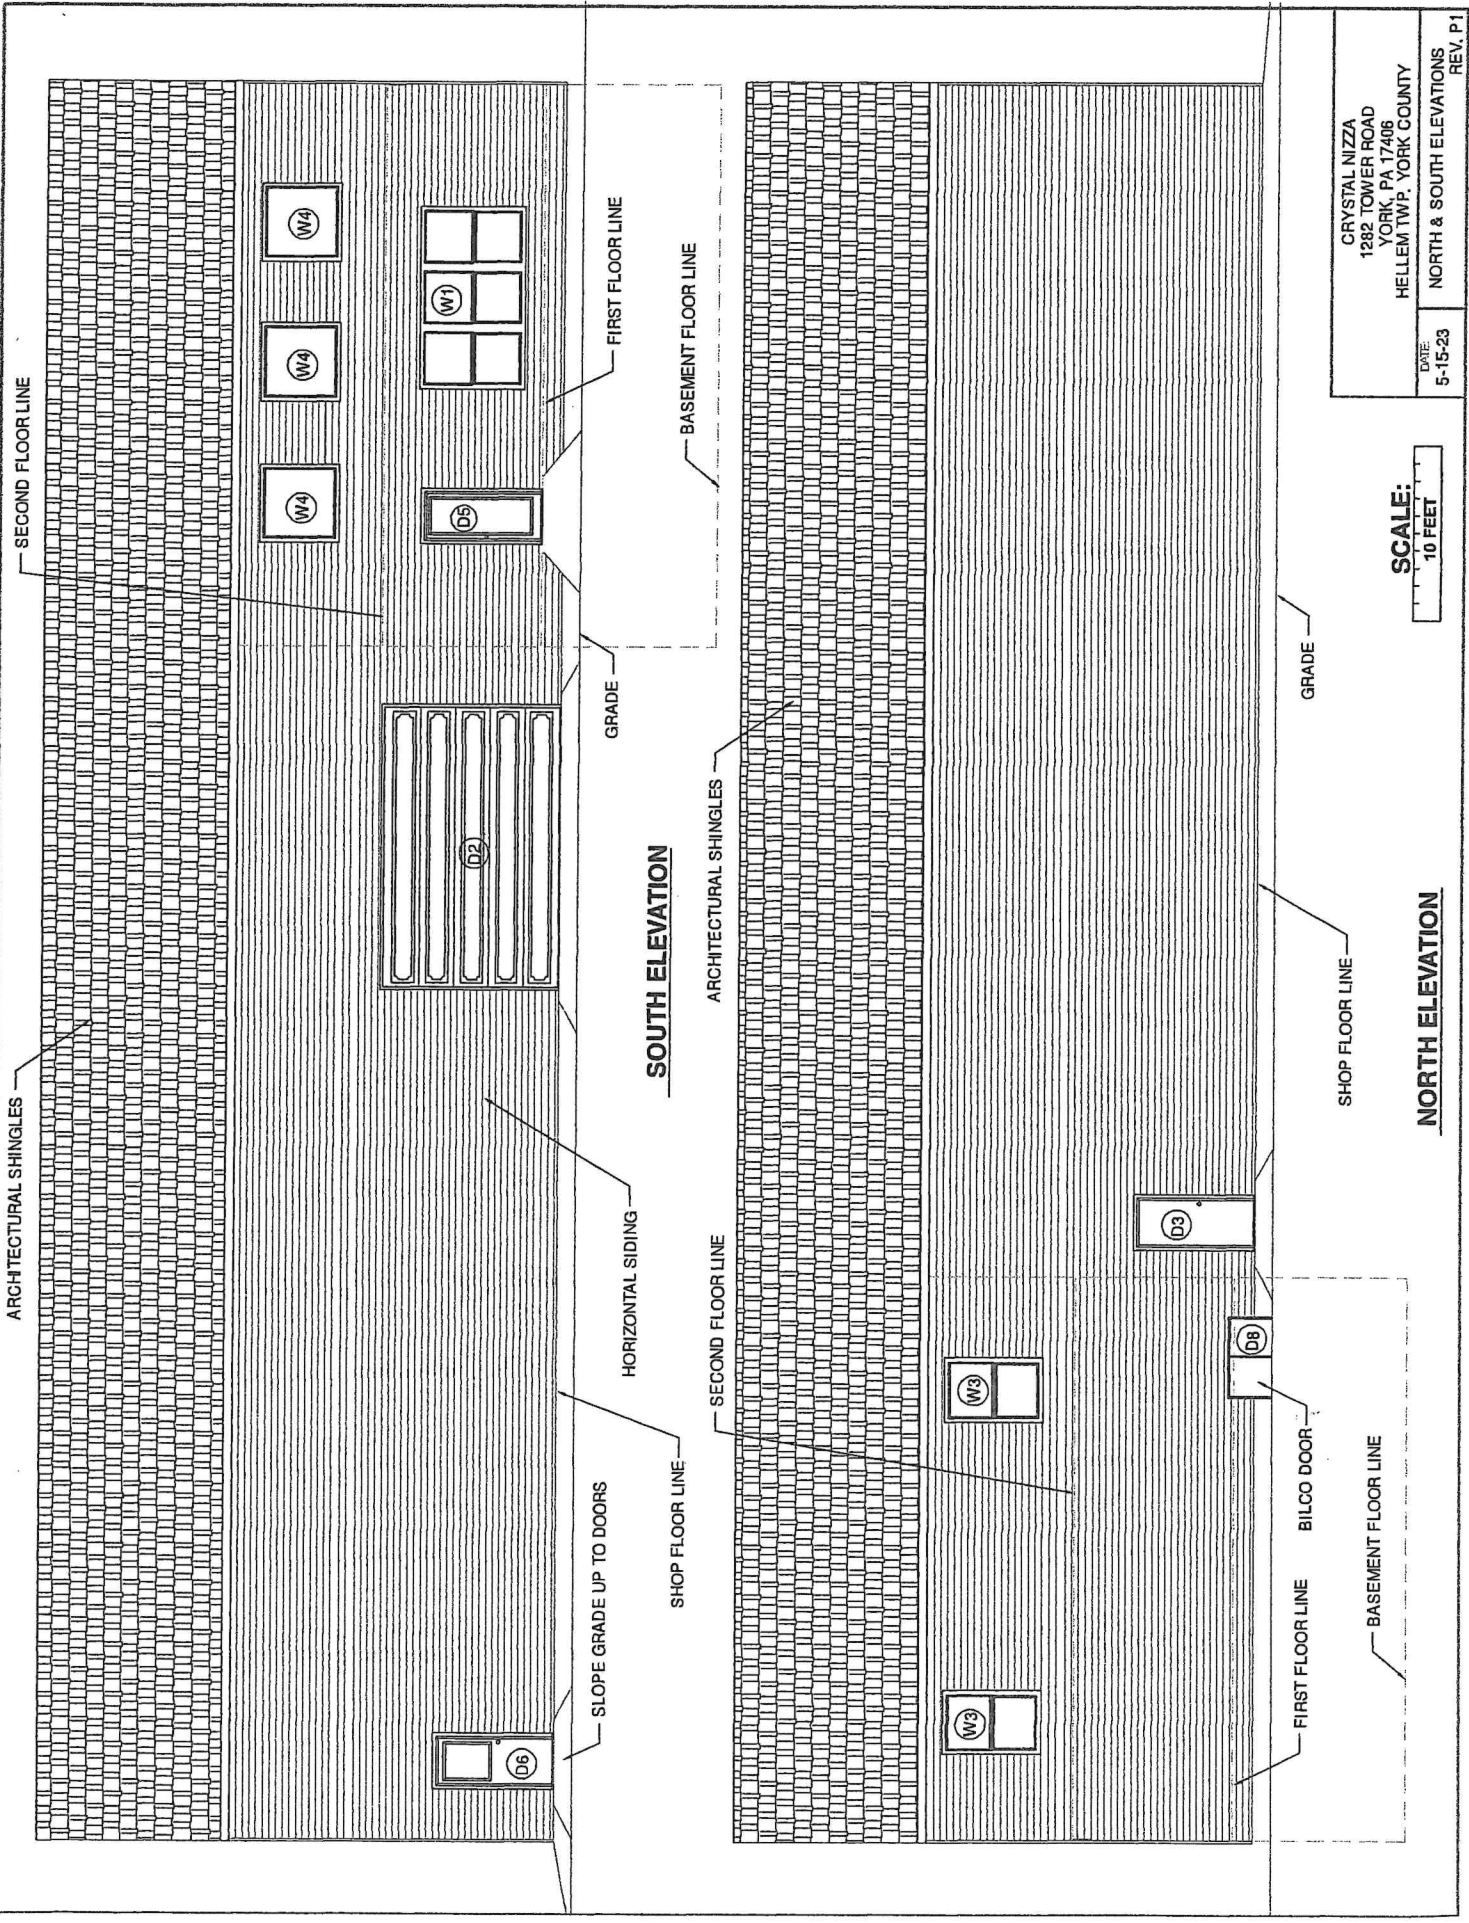 SECOND FLOOR LINE
ARCHITECTURAL SHINGLES
W4
W4
W4
W1
D5
D2
D6
FIRST FLOOR LINE
BASEMENT FLOOR LINE
GRADE
HORIZONTAL SIDING
SHOP FLOOR LINE
SLOPE GRADE UP TO DOORS
SOUTH ELEVATION
ARCHITECTURAL SHINGLES
SECOND FLOOR LINE
W3
W3
D3
D8
BILCO DOOR
FIRST FLOOR LINE
BASEMENT FLOOR LINE
SHOP FLOOR LINE
GRADE
NORTH ELEVATION
SCALE:
10 FEET
CRYSTAL NIZZA
1282 TOWER ROAD
YORK, PA 17406
HELLEM TWP. YORK COUNTY
DATE:
5-15-23
NORTH & SOUTH ELEVATIONS
REV. P1